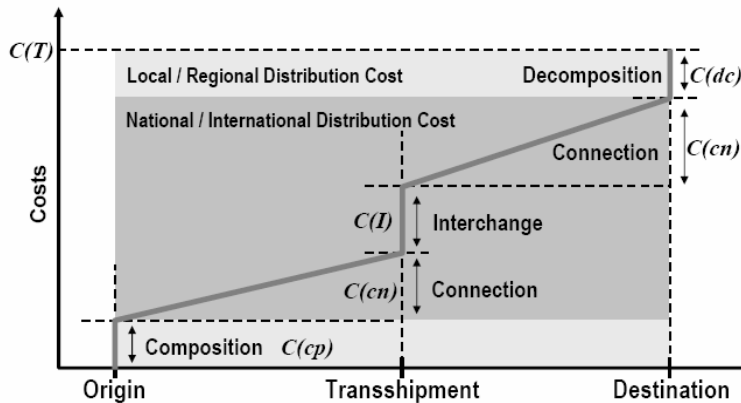 C(T)
Local / Regional Distribution Cost
Decomposition
C(dc)
National / International Distribution Cost
Connection
C(cn)
Costs
C(I)
Interchange
C(cn)
Connection
Composition C(cp)
Origin
Transshipment
Destination